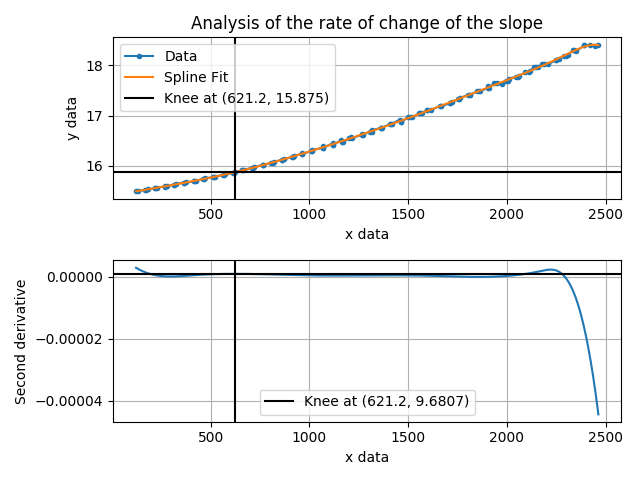 Analysis of the rate of change of the slope
Data
Spline Fit
Knee at (621.2, 15.875)
y data
18
17
16
500
1000
1500
2000
2500
x data
Second derivative
0.00000
−0.00002
−0.00004
Knee at (621.2, 9.6807)
500
1000
1500
2000
2500
x data